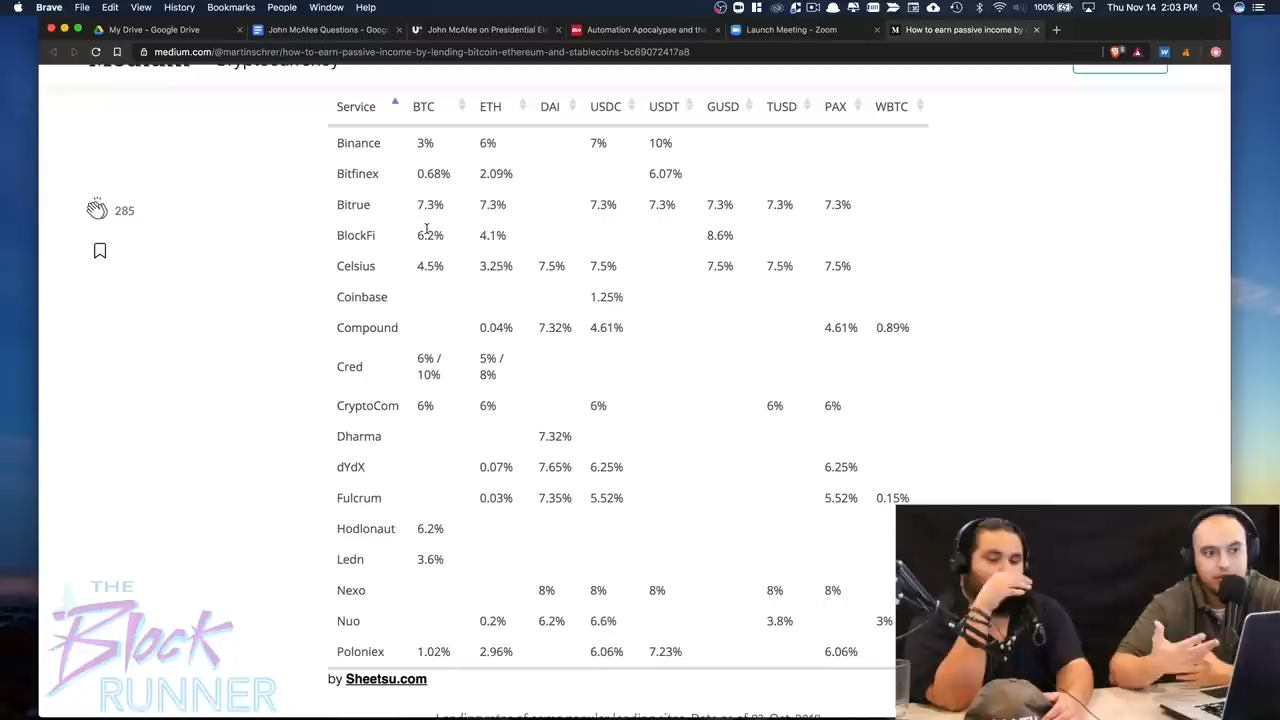 Brave File Edit View History Bookmarks People Window Help 100% Thu Nov 14 2:03:15 PM
My Drive - Google Drive John McAfee Questions - Googl John McAfee on Presidential Ele Automation Apocalypse and the Launch Meeting - Zoom How to earn passive income by
medium.com/@martinschrer/how-to-earn-passive-income-by-lending-bitcoin-ethereum-and-stablecoins-bc69072417a8
Service BTC ETH DAI USDC USDT GUSD TUSD PAX WBTC
Binance 3% 6% 7% 10%
Bitfinex 0.68% 2.09% 6.07%
Bitrue 7.3% 7.3% 7.3% 7.3% 7.3% 7.3% 7.3%
285
BlockFi 6.2% 4.1% 8.6%
Celsius 4.5% 3.25% 7.5% 7.5% 7.5% 7.5% 7.5%
Coinbase 1.25%
Compound 0.04% 7.32% 4.61% 4.61% 0.89%
Cred 6% / 10% 5% / 8%
CryptoCom 6% 6% 6% 6% 6%
Dharma 7.32%
dYdX 0.07% 7.65% 6.25% 6.25%
Fulcrum 0.03% 7.35% 5.52% 5.52% 0.15%
Hodlonaut 6.2%
Ledn 3.6%
Nexo 8% 8% 8% 8% 8%
Nuo 0.2% 6.2% 6.6% 3.8% 3%
Poloniex 1.02% 2.96% 6.06% 7.23% 6.06%
by Sheetsu.com
THE
Block
RUNNER